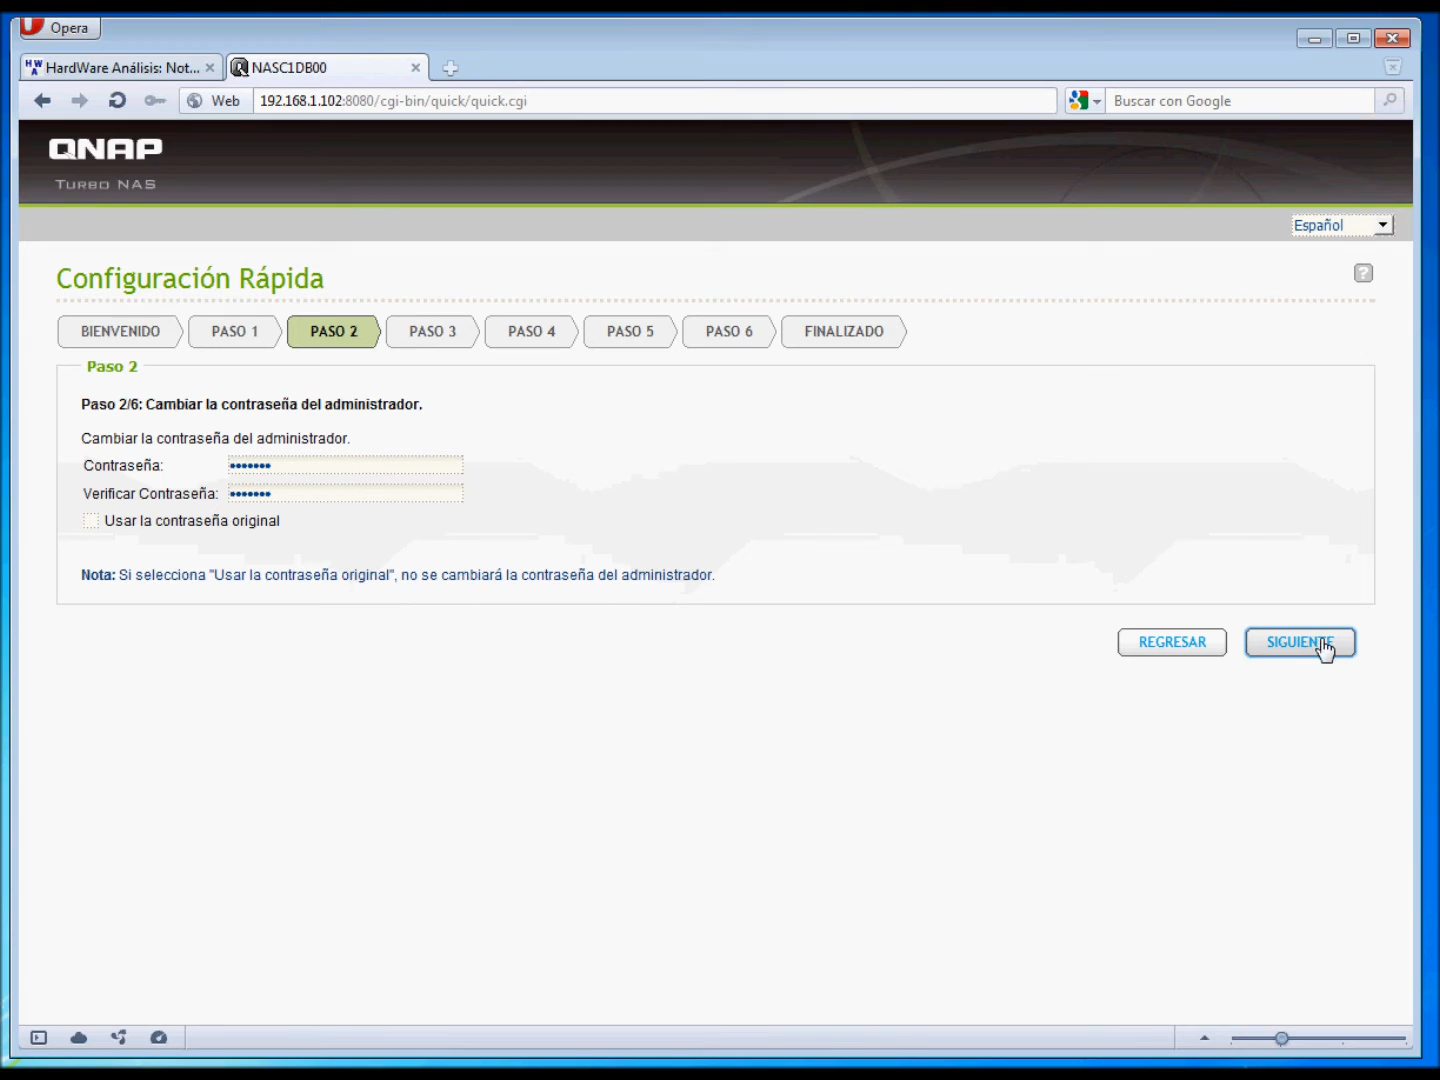 Opera
HardWare Análisis: Not...
NASC1DB00
Web
192.168.1.102:8080/cgi-bin/quick/quick.cgi
Buscar con Google
QNAP
TURBO NAS
Español
Configuración Rápida
?
BIENVENIDO
PASO 1
PASO 2
PASO 3
PASO 4
PASO 5
PASO 6
FINALIZADO
Paso 2
Paso 2/6: Cambiar la contraseña del administrador.
Cambiar la contraseña del administrador.
Contraseña: •••••••
Verificar Contraseña: •••••••
Usar la contraseña original
Nota: Si selecciona "Usar la contraseña original", no se cambiará la contraseña del administrador.
REGRESAR
SIGUIENTE